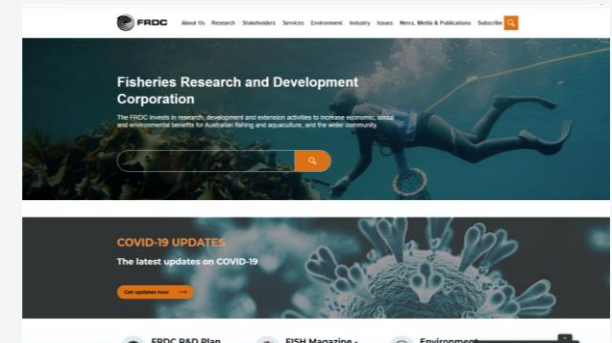 FRDC
About Us Research Stakeholders Services Environment Industry Issues News, Media & Publications Subscribe
Fisheries Research and Development
Corporation
The FRDC invests in research, development and extension activities to increase economic, social
and environmental benefits for Australian fishing and aquaculture, and the wider community.
COVID-19 UPDATES
The latest updates on COVID-19
Get updates now
FRDC R&D Plan
FISH Magazine -
Environment